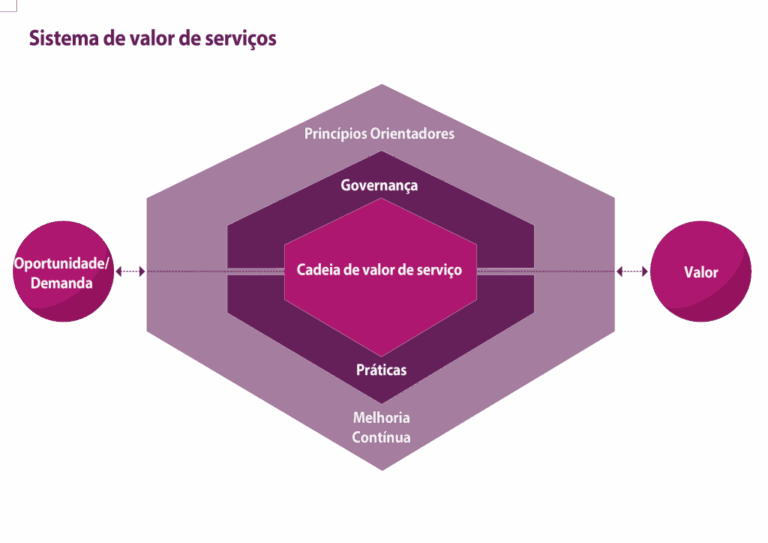 Sistema de valor de serviços
Princípios Orientadores
Governança
Oportunidade/
Demanda
Cadeia de valor de serviço
Valor
Práticas
Melhoria
Contínua